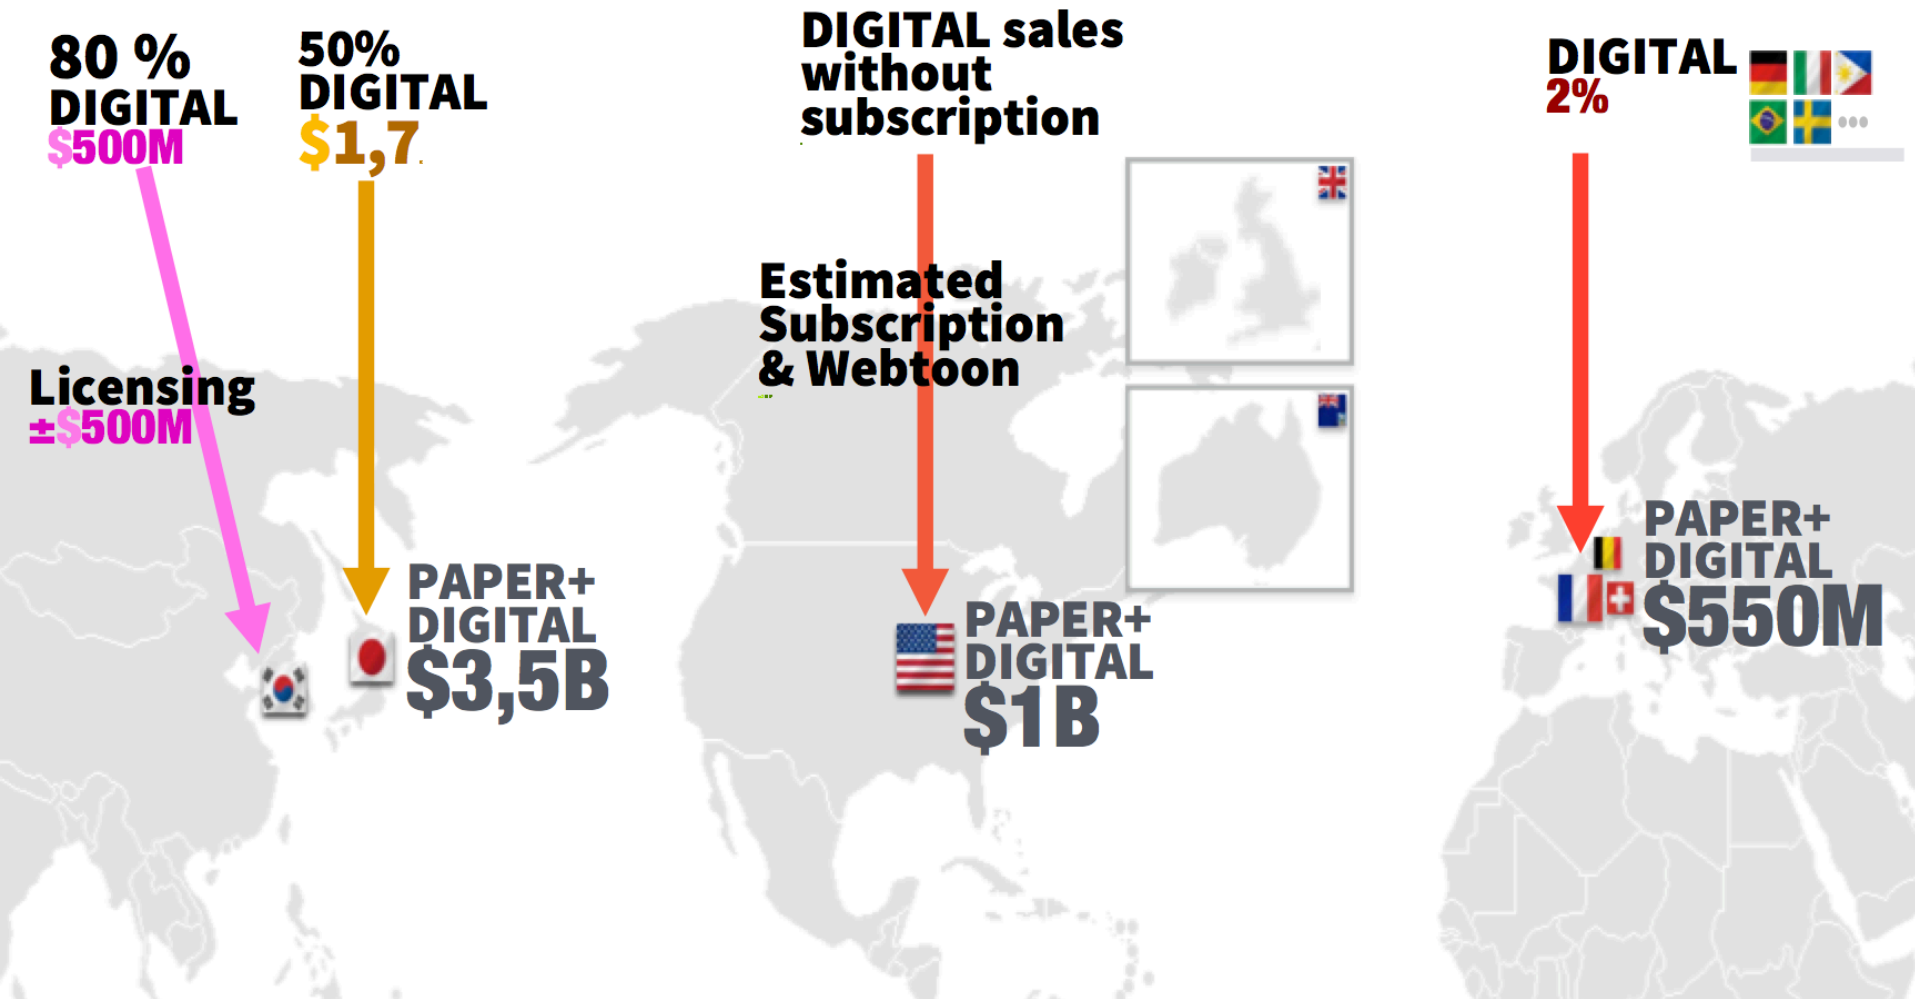 80 %
DIGITAL
$500M
50%
DIGITAL
$1,7
DIGITAL sales
without
subscription
DIGITAL
2%
Estimated
Subscription
& Webtoon
Licensing
±$500M
PAPER+
DIGITAL
$3,5B
PAPER+
DIGITAL
$1B
PAPER+
DIGITAL
$550M